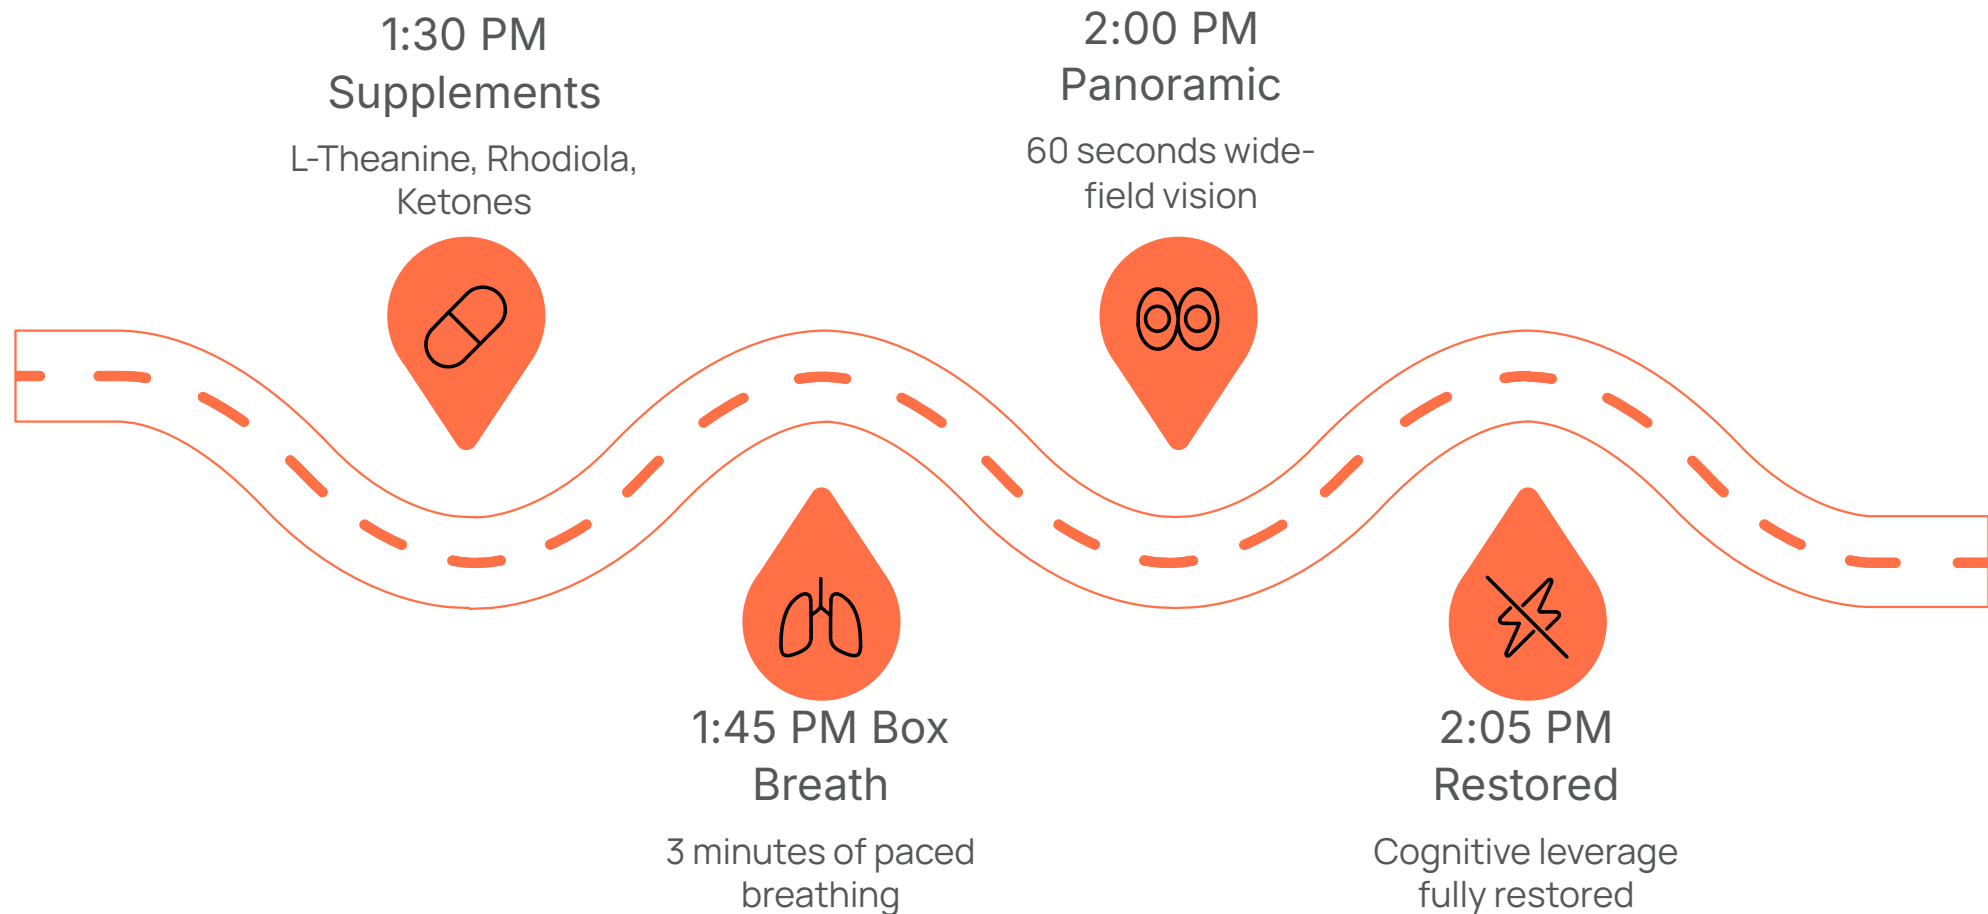 1:30 PM
Supplements
L-Theanine, Rhodiola,
Ketones
1:45 PM Box
Breath
3 minutes of paced
breathing
2:00 PM
Panoramic
60 seconds wide-
field vision
2:05 PM
Restored
Cognitive leverage
fully restored